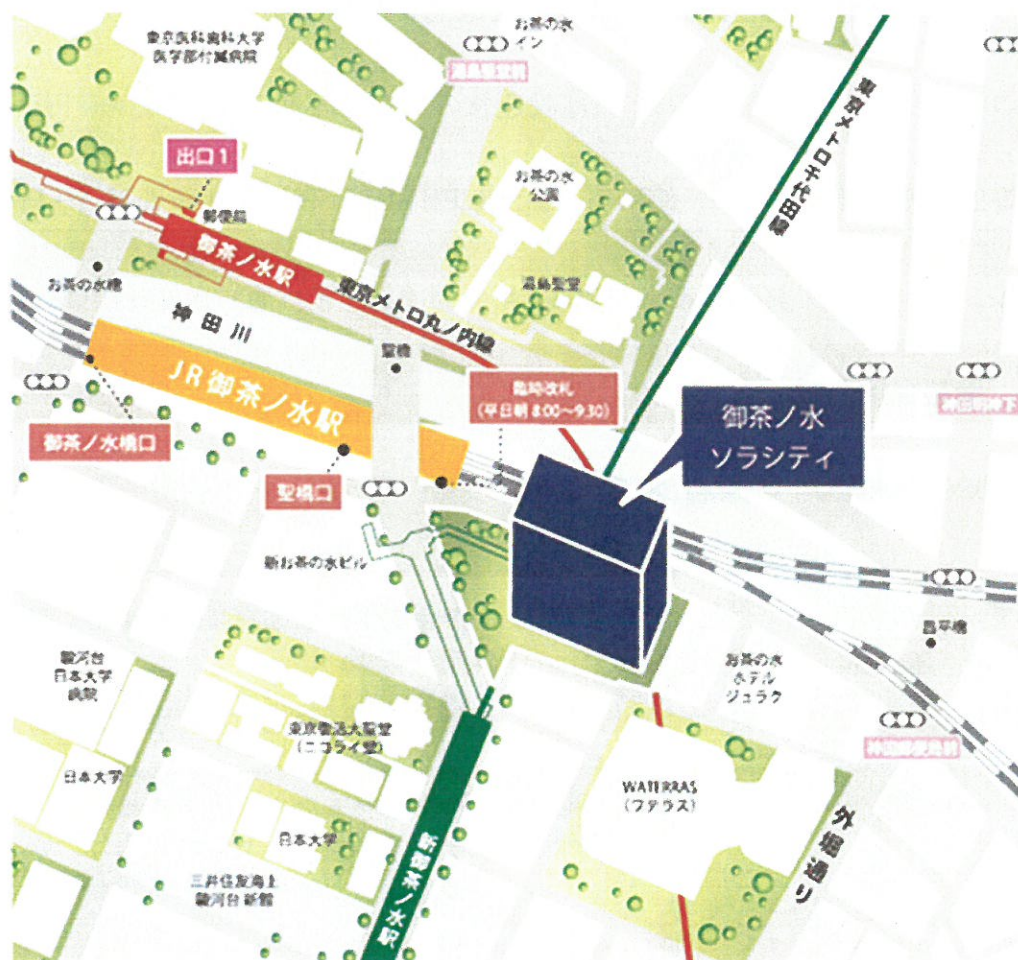 東京医科歯科大学
医学部付属病院
お茶の水
イン
湯島聖堂前
出口1
郵便局
お茶の水
公園
東京メトロ千代田線
御茶ノ水駅
お茶の水橋
湯島聖堂
東京メトロ丸ノ内線
神田川
聖橋
JR御茶ノ水駅
臨時改札
(平日朝 8:00〜9:30)
神田明神下
御茶ノ水
ソラシティ
御茶ノ水橋口
聖橋口
新お茶の水ビル
昌平橋
駿河台
日本大学
病院
お茶の水
ホテル
ジュラク
東京復活大聖堂
(ニコライ堂)
神田郵便局前
日本大学
WATERRAS
(ワテラス)
日本大学
外堀通り
三井住友海上
駿河台新館
新御茶ノ水駅